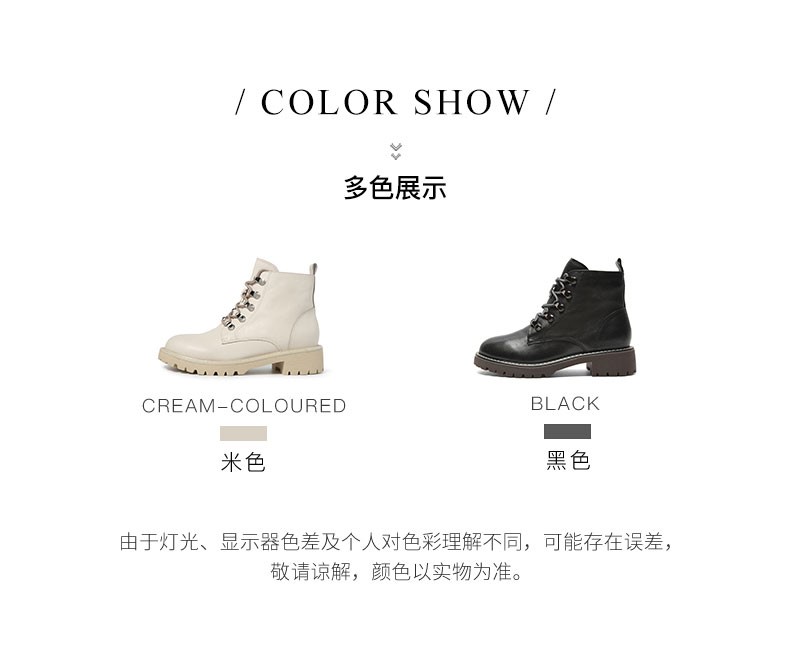 / COLOR SHOW /
多色展示
CREAM-COLOURED
BLACK
米色
黑色
由于灯光、显示器色差及个人对色彩理解不同，可能存在误差，
敬请谅解，颜色以实物为准。